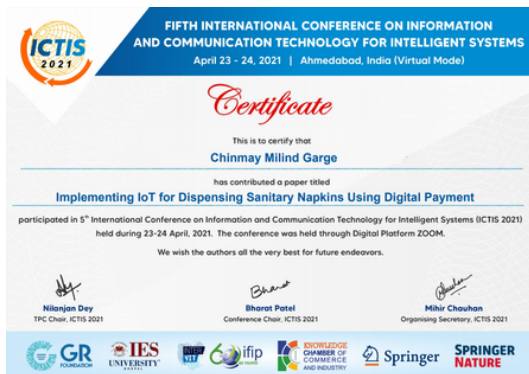 ICTIS
2021
FIFTH INTERNATIONAL CONFERENCE ON INFORMATION
AND COMMUNICATION TECHNOLOGY FOR INTELLIGENT SYSTEMS
April 23 - 24, 2021 | Ahmedabad, India (Virtual Mode)
Certificate
This is to certify that
Chinmay Milind Garge
has contributed a paper titled
Implementing IoT for Dispensing Sanitary Napkins Using Digital Payment
participated in 5th International Conference on Information and Communication Technology for Intelligent Systems (ICTIS 2021)
held during 23-24 April, 2021. The conference was held through Digital Platform ZOOM.
We wish the authors all the very best for future endeavors.
Bharat
Nilanjan Dey
TPC Chair, ICTIS 2021
Bharat Patel
Conference Chair, ICTIS 2021
Mihir Chauhan
Organising Secretary, ICTIS 2021
GR
FOUNDATION
IES
UNIVERSITY
ifip
KNOWLEDGE
CHAMBER OF
COMMERCE
AND INDUSTRY
Springer
SPRINGER
NATURE